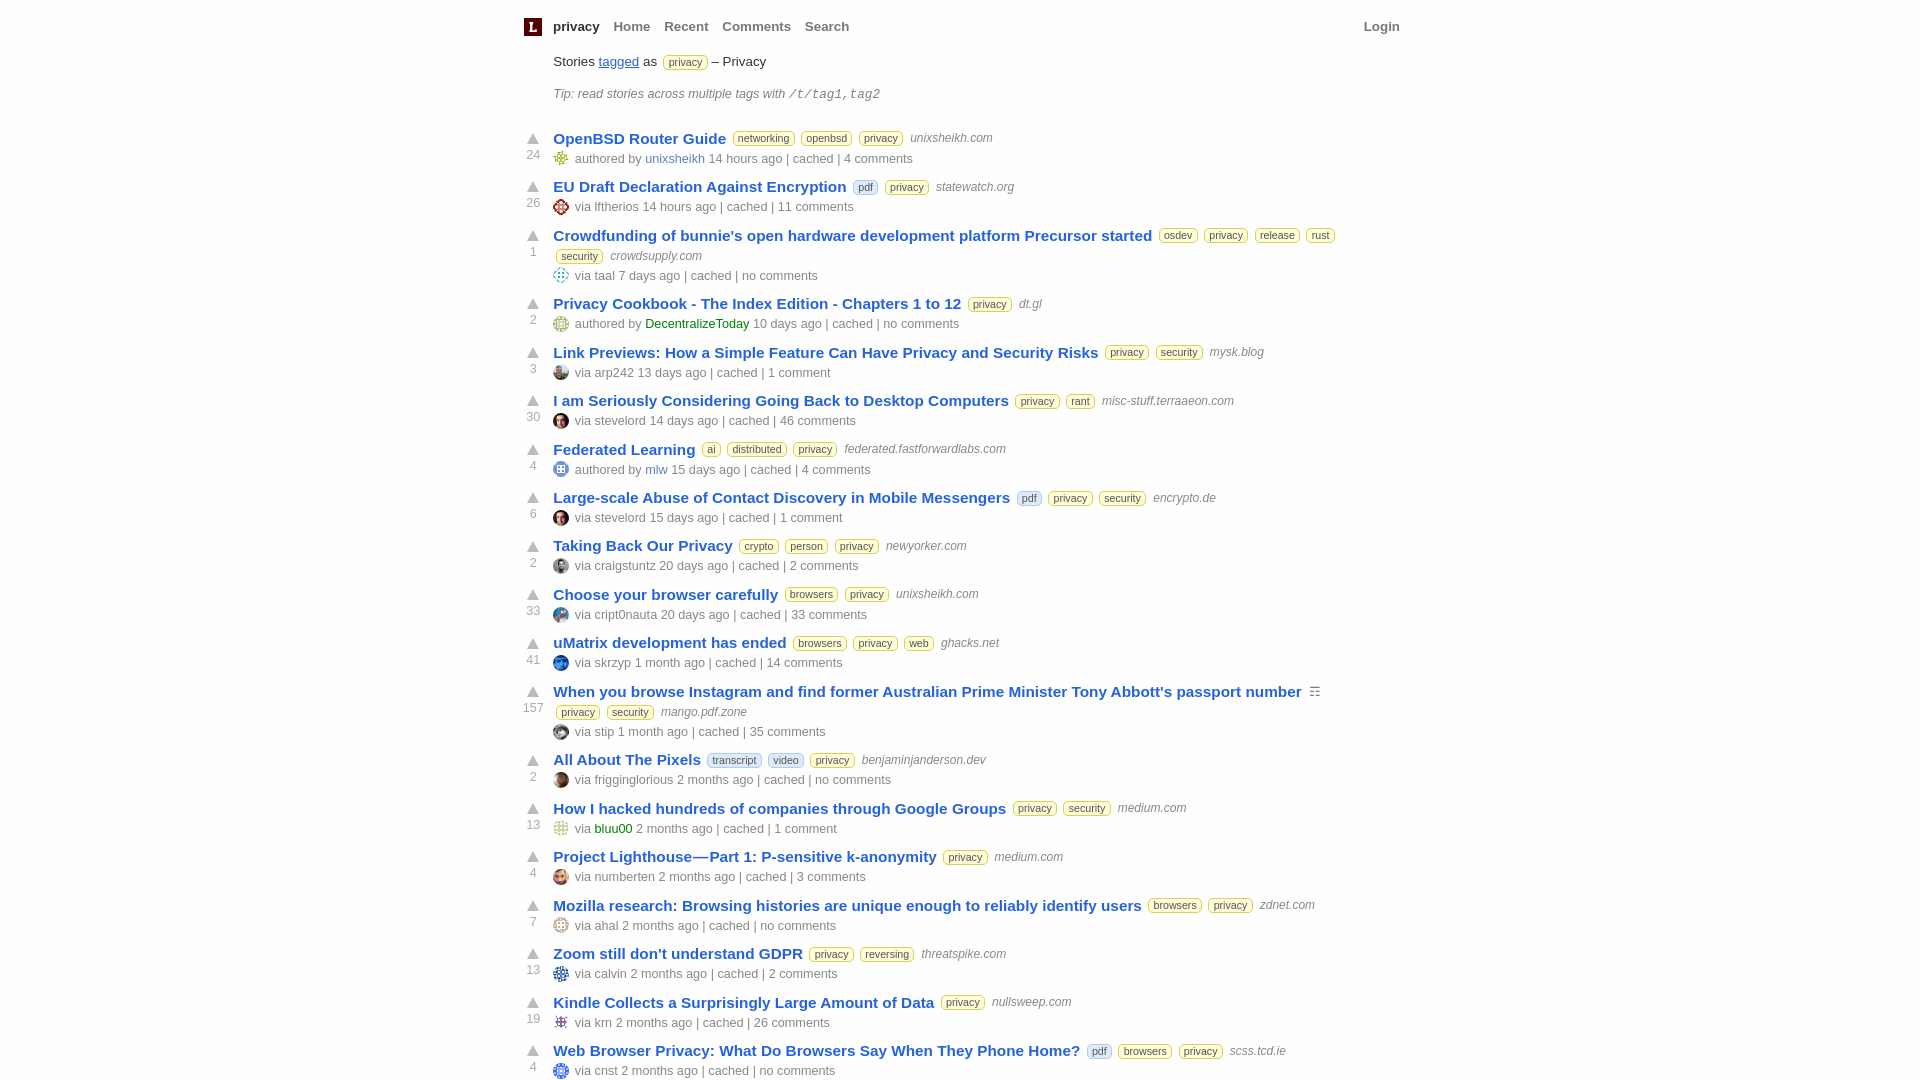 L privacy Home Recent Comments Search Login
Stories tagged as privacy – Privacy
Tip: read stories across multiple tags with /t/tag1,tag2
OpenBSD Router Guide networking openbsd privacy unixsheikh.com
24 authored by unixsheikh 14 hours ago | cached | 4 comments
EU Draft Declaration Against Encryption pdf privacy statewatch.org
26 via lftherios 14 hours ago | cached | 11 comments
Crowdfunding of bunnie's open hardware development platform Precursor started osdev privacy release rust
1 security crowdsupply.com
via taal 7 days ago | cached | no comments
Privacy Cookbook - The Index Edition - Chapters 1 to 12 privacy dt.gl
2 authored by DecentralizeToday 10 days ago | cached | no comments
Link Previews: How a Simple Feature Can Have Privacy and Security Risks privacy security mysk.blog
3 via arp242 13 days ago | cached | 1 comment
I am Seriously Considering Going Back to Desktop Computers privacy rant misc-stuff.terraaeon.com
30 via stevelord 14 days ago | cached | 46 comments
Federated Learning ai distributed privacy federated.fastforwardlabs.com
4 authored by mlw 15 days ago | cached | 4 comments
Large-scale Abuse of Contact Discovery in Mobile Messengers pdf privacy security encrypto.de
6 via stevelord 15 days ago | cached | 1 comment
Taking Back Our Privacy crypto person privacy newyorker.com
2 via craigstuntz 20 days ago | cached | 2 comments
Choose your browser carefully browsers privacy unixsheikh.com
33 via cript0nauta 20 days ago | cached | 33 comments
uMatrix development has ended browsers privacy web ghacks.net
41 via skrzyp 1 month ago | cached | 14 comments
When you browse Instagram and find former Australian Prime Minister Tony Abbott's passport number ☶
157 privacy security mango.pdf.zone
via stip 1 month ago | cached | 35 comments
All About The Pixels transcript video privacy benjaminjanderson.dev
2 via frigginglorious 2 months ago | cached | no comments
How I hacked hundreds of companies through Google Groups privacy security medium.com
13 via bluu00 2 months ago | cached | 1 comment
Project Lighthouse — Part 1: P-sensitive k-anonymity privacy medium.com
4 via numberten 2 months ago | cached | 3 comments
Mozilla research: Browsing histories are unique enough to reliably identify users browsers privacy zdnet.com
7 via ahal 2 months ago | cached | no comments
Zoom still don't understand GDPR privacy reversing threatspike.com
13 via calvin 2 months ago | cached | 2 comments
Kindle Collects a Surprisingly Large Amount of Data privacy nullsweep.com
19 via krn 2 months ago | cached | 26 comments
Web Browser Privacy: What Do Browsers Say When They Phone Home? pdf browsers privacy scss.tcd.ie
4 via cnst 2 months ago | cached | no comments